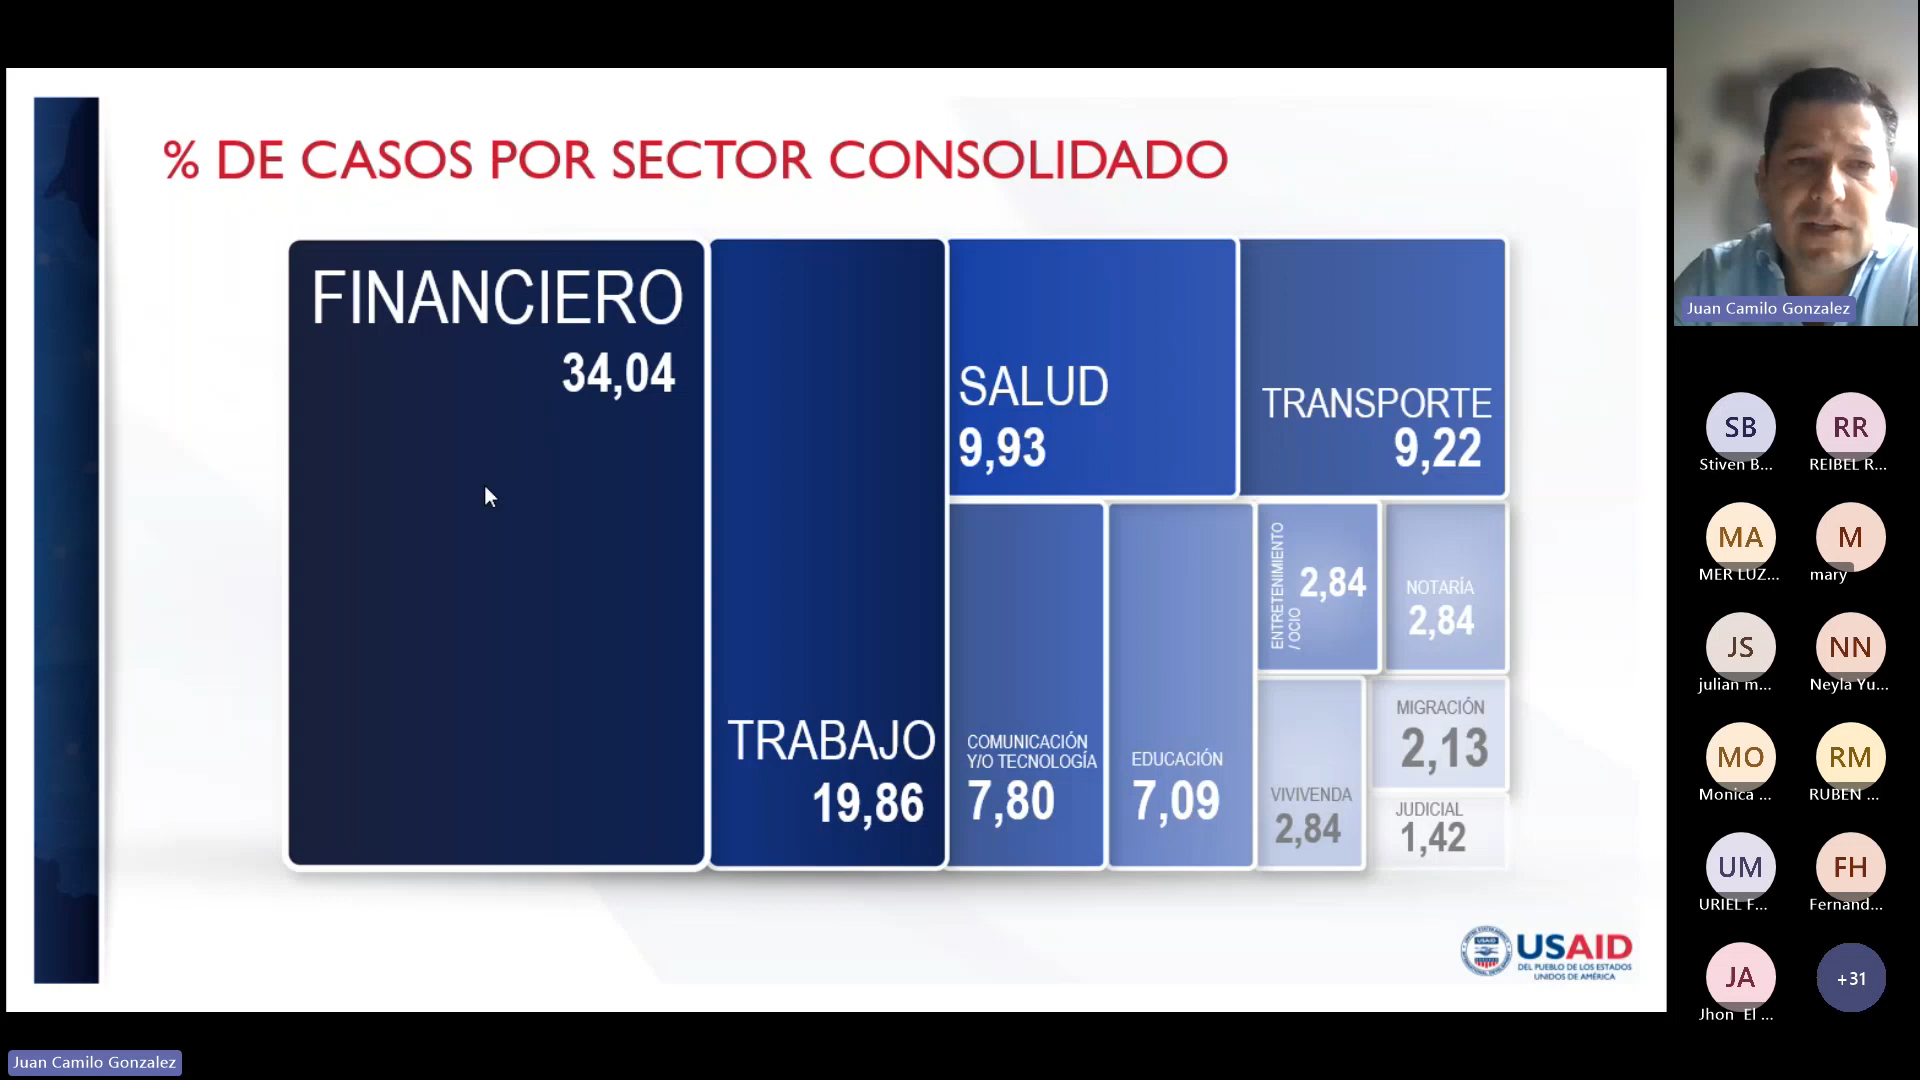 % DE CASOS POR SECTOR CONSOLIDADO
FINANCIERO
34,04
TRABAJO
19,86
SALUD
9,93
TRANSPORTE
9,22
COMUNICACIÓN
Y/O TECNOLOGÍA
7,80
EDUCACIÓN
7,09
ENTRETENIMIENTO
/ OCIO
2,84
NOTARÍA
2,84
VIVIVENDA
2,84
MIGRACIÓN
2,13
JUDICIAL
1,42
USAID
USAID
DEL PUEBLO DE LOS ESTADOS
UNIDOS DE AMÉRICA
Juan Camilo Gonzalez
SB
Stiven B...
RR
REIBEL R...
MA
MER LUZ...
M
mary
JS
julian m...
NN
Neyla Yu...
MO
Monica ...
RM
RUBEN ...
UM
URIEL F...
FH
Fernand...
JA
Jhon El ...
+31
Juan Camilo Gonzalez